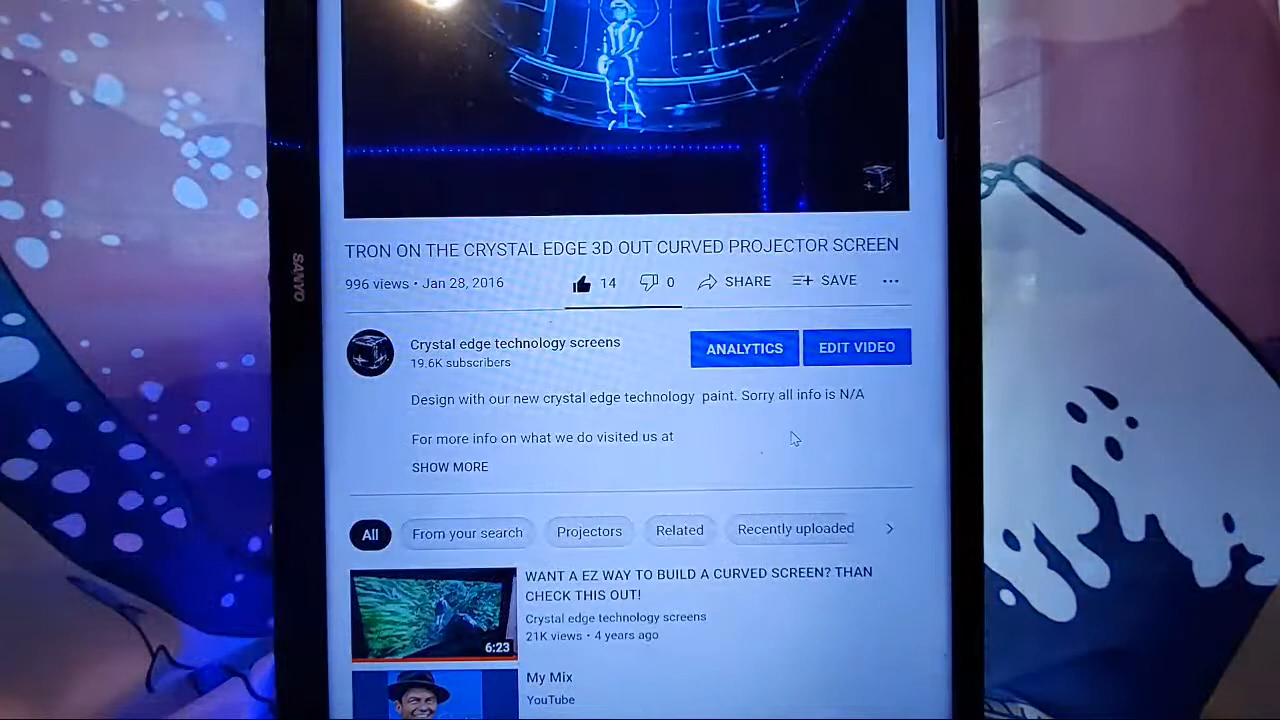 SANYO
TRON ON THE CRYSTAL EDGE 3D OUT CURVED PROJECTOR SCREEN
996 views • Jan 28, 2016
14
0
SHARE
SAVE
Crystal edge technology screens
19.6K subscribers
ANALYTICS
EDIT VIDEO
Design with our new crystal edge technology paint. Sorry all info is N/A
For more info on what we do visited us at
SHOW MORE
All
From your search
Projectors
Related
Recently uploaded
WANT A EZ WAY TO BUILD A CURVED SCREEN? THAN
CHECK THIS OUT!
Crystal edge technology screens
21K views • 4 years ago
6:23
My Mix
YouTube